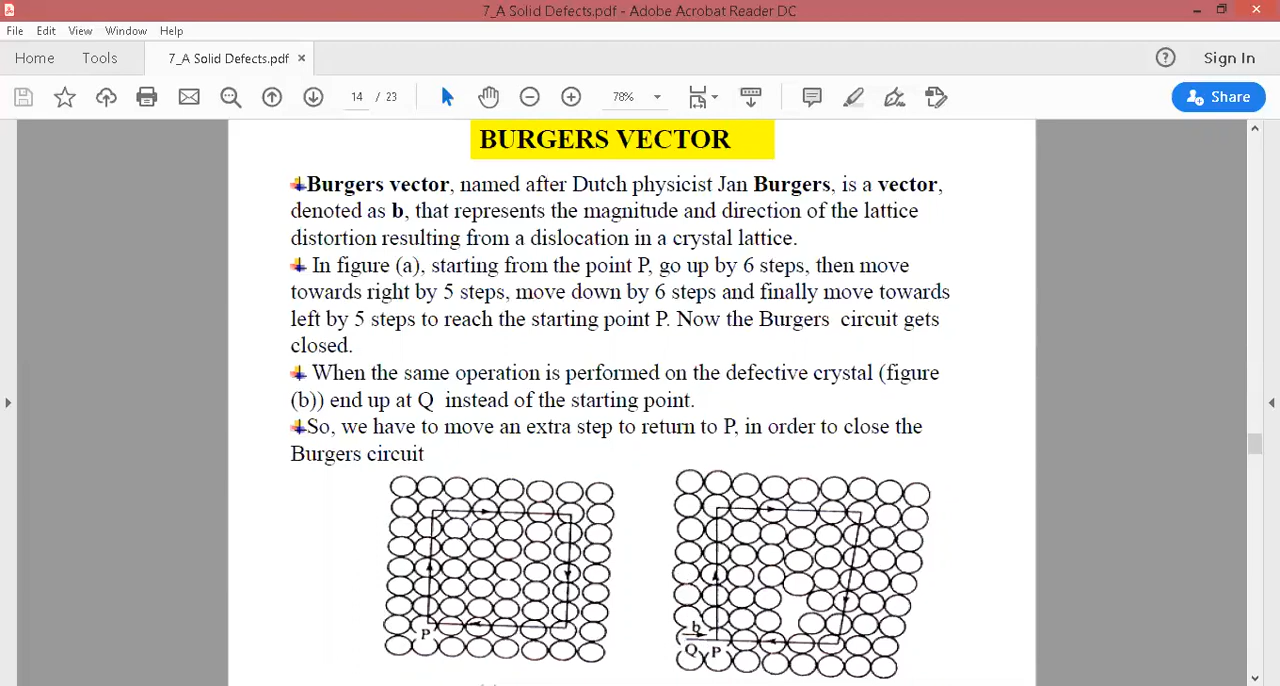 7_A Solid Defects.pdf - Adobe Acrobat Reader DC
File Edit View Window Help
Home Tools 7_A Solid Defects.pdf × ? Sign In
14 / 23 78% Share
BURGERS VECTOR
Burgers vector, named after Dutch physicist Jan Burgers, is a vector,
denoted as b, that represents the magnitude and direction of the lattice
distortion resulting from a dislocation in a crystal lattice.
In figure (a), starting from the point P, go up by 6 steps, then move
towards right by 5 steps, move down by 6 steps and finally move towards
left by 5 steps to reach the starting point P. Now the Burgers circuit gets
closed.
When the same operation is performed on the defective crystal (figure
(b)) end up at Q instead of the starting point.
So, we have to move an extra step to return to P, in order to close the
Burgers circuit
P
b
Q P